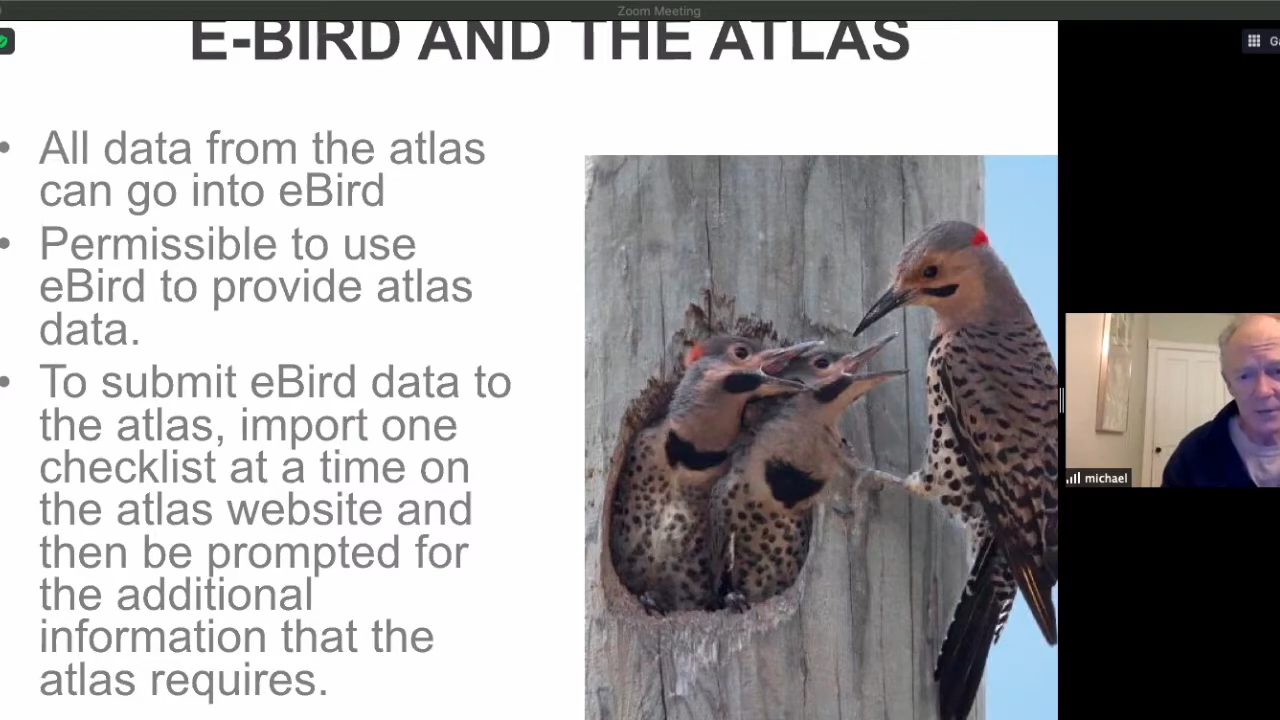 Zoom Meeting
E-BIRD AND THE ATLAS
• All data from the atlas
can go into eBird
• Permissible to use
eBird to provide atlas
data.
• To submit eBird data to
the atlas, import one
checklist at a time on
the atlas website and
then be prompted for
the additional
information that the
atlas requires.
michael